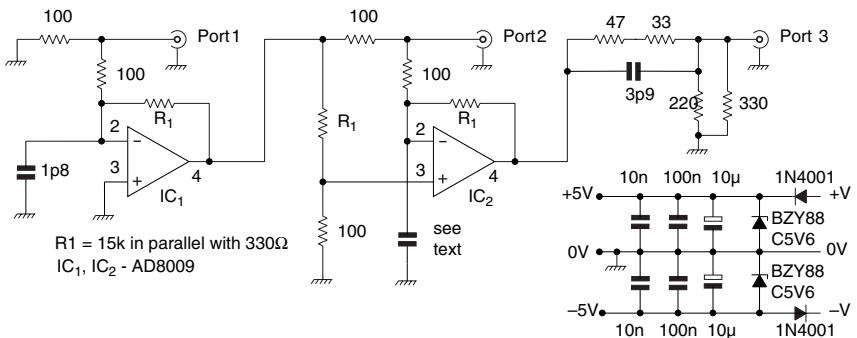 100
Port1
100
R1
2
3
4
1p8
IC1
R1 = 15k in parallel with 330Ω
IC1, IC2 - AD8009
100
Port2
100
R1
R1
2
3
4
IC2
100
see
text
47
33
Port 3
3p9
220
330
10n
100n
10µ
1N4001
+5V
+V
BZY88
C5V6
0V
0V
BZY88
C5V6
–5V
–V
10n
100n
10µ
1N4001